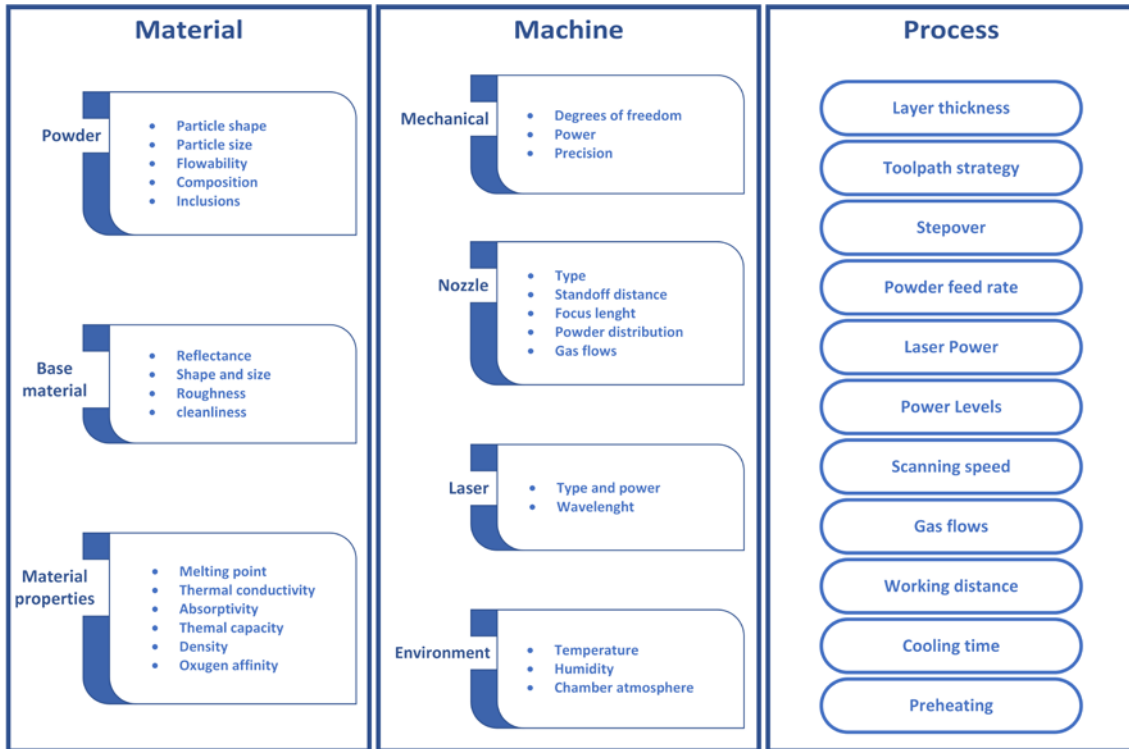 Material
Powder
• Particle shape
• Particle size
• Flowability
• Composition
• Inclusions
Base
material
• Reflectance
• Shape and size
• Roughness
• cleanliness
Material
properties
• Melting point
• Thermal conductivity
• Absorptivity
• Themal capacity
• Density
• Oxugen affinity
Machine
Mechanical
• Degrees of freedom
• Power
• Precision
Nozzle
• Type
• Standoff distance
• Focus lenght
• Powder distribution
• Gas flows
Laser
• Type and power
• Wavelenght
Environment
• Temperature
• Humidity
• Chamber atmosphere
Process
Layer thickness
Toolpath strategy
Stepover
Powder feed rate
Laser Power
Power Levels
Scanning speed
Gas flows
Working distance
Cooling time
Preheating